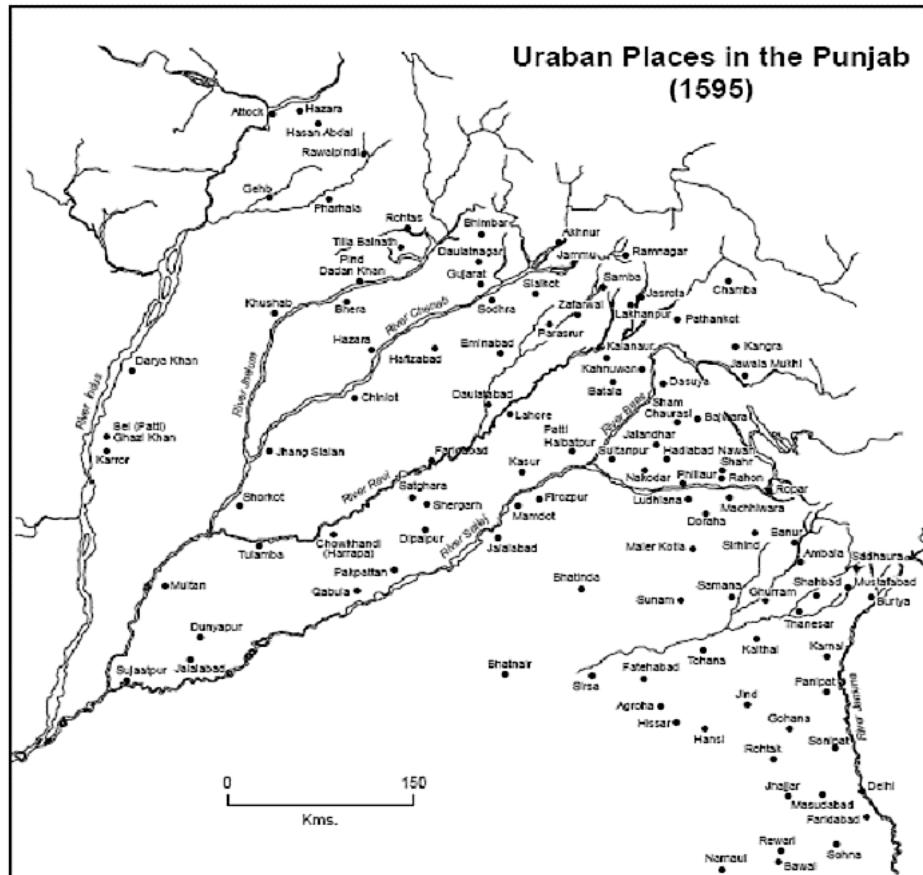 Uraban Places in the Punjab
(1595)
Attock
Hazara
Hasan Abdal
Rawalpindi
Gehb
Pharhala
Rohtas
Bhimbar
Tilla Balnath
Daulatnagar
Akhnur
Jammu
Ramnagar
Pind
Dadan Khan
Gujarat
Sialkot
Samba
Jasrota
Chamba
Khushab
Bhera
River Chenab
Sodhra
Zafarwal
Lakhanpur
Pathankot
Parasrur
Hazara
Hafizabad
Eminabad
Kalanaur
Kangra
Kahnuwan
Jawala Mukhi
Darya Khan
River Indus
River Jhelum
Chiniot
Daulatabad
Batala
Dasuya
Lahore
River Beas
Sham
Chaurasi
Bajwara
Patti
Haibatpur
Jalandhar
Sei (Patti)
Ghazi Khan
Karror
Jhang Sialan
Faridabad
Sultanpur
Hadiabad
Nawan
Shahr
Kasur
Nakodar
Phillaur
Rahon
River Ravi
Satghara
Shergarh
Firozpur
Mamdot
Ludhiana
Machhiwara
Ropar
Shorkot
Doraha
Chowkhandi
(Harrapa)
Dipalpur
River Satluj
Jalalabad
Maler Kotla
Sirhind
Banur
Tulamba
Ambala
Sadhaura
Pakpattan
Multan
Qabula
Bhatinda
Sunam
Samana
Ghurram
Shahbad
Mustafabad
Buriya
Thanesar
Dunyapur
Jalalabad
Sujaatpur
Bhatnair
Sirsa
Fatehabad
Tohana
Kaithal
Karnal
Panipat
River Jamuna
Agroha
Jind
Hissar
Hansi
Gohana
Rohtak
Sonipat
0 150
Kms.
Jhajjar
Masudabad
Delhi
Faridabad
Rewari
Bawal
Sohna
Narnaul